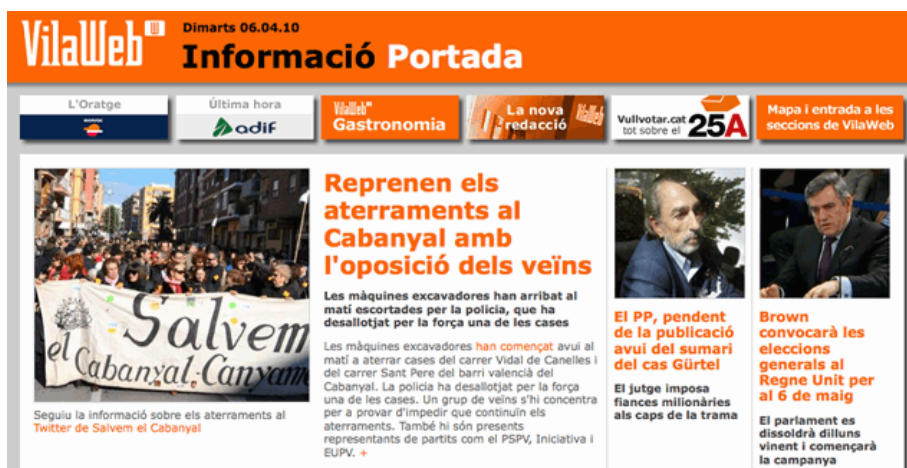 VilaWeb
Dimarts 06.04.10
Informació Portada
L'Oratge
Última hora
adif
VilaWeb
Gastronomia
La nova
redacció
VilaWeb
Vullvotar.cat
tot sobre el 25A
Mapa i entrada a les
seccions de VilaWeb
Salvem
el Cabanyal-Canyam
Seguiu la informació sobre els aterraments al
Twitter de Salvem el Cabanyal
Reprenen els
aterraments al
Cabanyal amb
l'oposició dels veïns
Les màquines excavadores han arribat al
matí escortades per la policia, que ha
desallotjat per la força una de les cases
Les màquines excavadores han començat avui al
matí a aterrar cases del carrer Vidal de Canelles i
del carrer Sant Pere del barri valencià del
Cabanyal. La policia ha desallotjat per la força
una de les cases. Un grup de veïns s'hi concentra
per a provar d'impedir que continuïn els
aterraments. També hi són presents
representants de partits com el PSPV, Iniciativa i
EUPV. +
El PP, pendent
de la publicació
avui del sumari
del cas Gürtel
El jutge imposa
fiances milionàries
als caps de la trama
Brown
convocarà les
eleccions
generals al
Regne Unit per
al 6 de maig
El parlament es
dissoldrà dilluns
vinent i començarà
la campanya